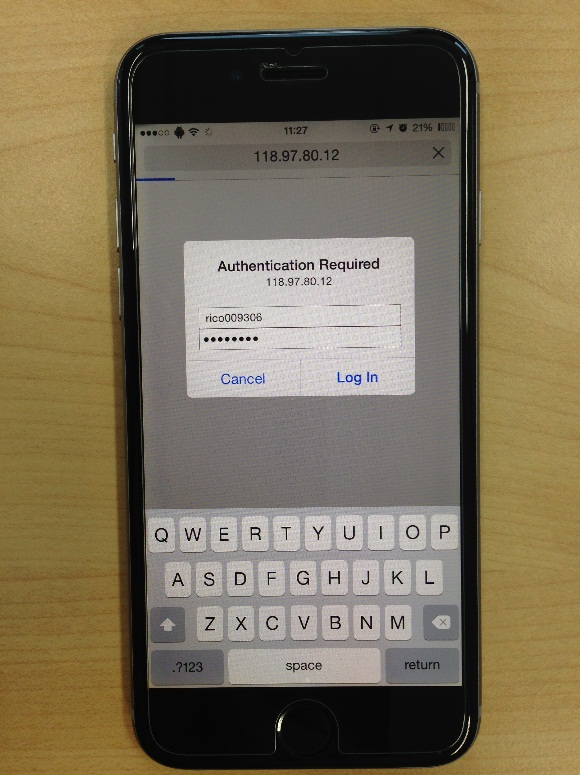 11:27
21%
118.97.80.12
Authentication Required
118.97.80.12
rico009306
••••••••
Cancel Log In
Q W E R T Y U I O P
A S D F G H J K L
Z X C V B N M
.?123 space return